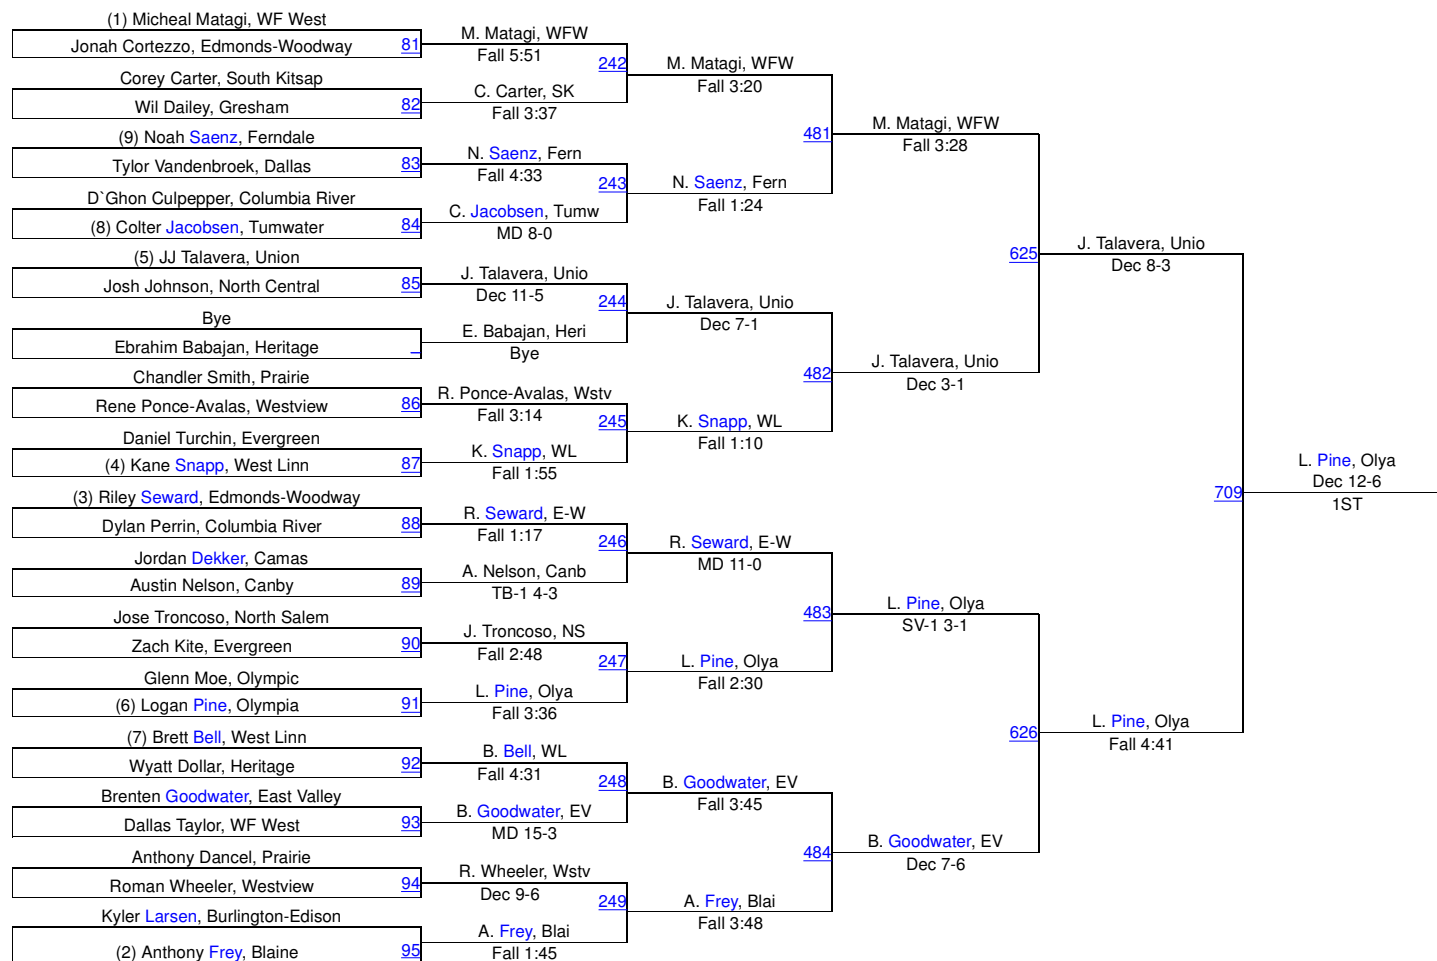 (1) Micheal Matagi, WF West
Jonah Cortezzo, Edmonds-Woodway
81
Corey Carter, South Kitsap
Wil Dailey, Gresham
82
(9) Noah Saenz, Ferndale
Tylor Vandenbroek, Dallas
83
D`Ghon Culpepper, Columbia River
(8) Colter Jacobsen, Tumwater
84
(5) JJ Talavera, Union
Josh Johnson, North Central
85
Bye
Ebrahim Babajan, Heritage
_
Chandler Smith, Prairie
Rene Ponce-Avalas, Westview
86
Daniel Turchin, Evergreen
(4) Kane Snapp, West Linn
87
(3) Riley Seward, Edmonds-Woodway
Dylan Perrin, Columbia River
88
Jordan Dekker, Camas
Austin Nelson, Canby
89
Jose Troncoso, North Salem
Zach Kite, Evergreen
90
Glenn Moe, Olympic
(6) Logan Pine, Olympia
91
(7) Brett Bell, West Linn
Wyatt Dollar, Heritage
92
Brenten Goodwater, East Valley
Dallas Taylor, WF West
93
Anthony Dancel, Prairie
Roman Wheeler, Westview
94
Kyler Larsen, Burlington-Edison
(2) Anthony Frey, Blaine
95
M. Matagi, WFW
Fall 5:51
242
C. Carter, SK
Fall 3:37
N. Saenz, Fern
Fall 4:33
243
C. Jacobsen, Tumw
MD 8-0
J. Talavera, Unio
Dec 11-5
244
E. Babajan, Heri
Bye
R. Ponce-Avalas, Wstv
Fall 3:14
245
K. Snapp, WL
Fall 1:55
R. Seward, E-W
Fall 1:17
246
A. Nelson, Canb
TB-1 4-3
J. Troncoso, NS
Fall 2:48
247
L. Pine, Olya
Fall 3:36
B. Bell, WL
Fall 4:31
248
B. Goodwater, EV
MD 15-3
R. Wheeler, Wstv
Dec 9-6
249
A. Frey, Blai
Fall 1:45
M. Matagi, WFW
Fall 3:20
481
N. Saenz, Fern
Fall 1:24
J. Talavera, Unio
Dec 7-1
482
K. Snapp, WL
Fall 1:10
R. Seward, E-W
MD 11-0
483
L. Pine, Olya
Fall 2:30
B. Goodwater, EV
Fall 3:45
484
A. Frey, Blai
Fall 3:48
M. Matagi, WFW
Fall 3:28
625
J. Talavera, Unio
Dec 3-1
L. Pine, Olya
SV-1 3-1
626
B. Goodwater, EV
Dec 7-6
J. Talavera, Unio
Dec 8-3
709
L. Pine, Olya
Fall 4:41
L. Pine, Olya
Dec 12-6
1ST